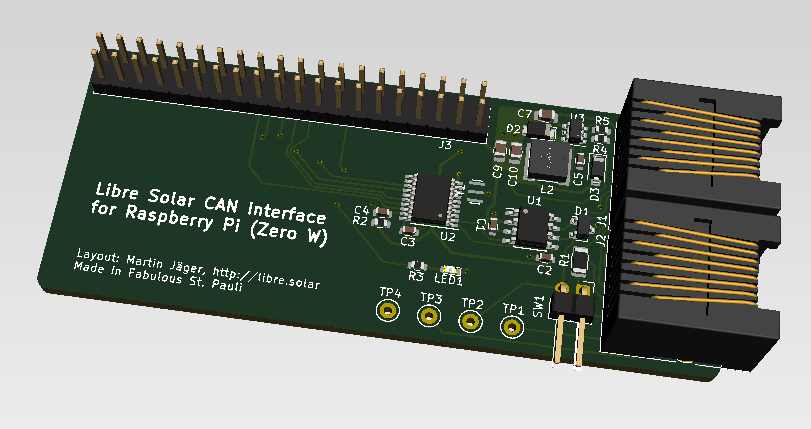 C7
U3
R5
D2
R4
J3
C9
C10
L2
C5
D3
Libre Solar CAN Interface
for Raspberry Pi (Zero W)
C4
R2
C3
U2
C1
U1
D1
J1
J2
C2
R1
Layout: Martin Jäger, http://libre.solar
Made in Fabulous St. Pauli
R3
LED1
TP4
TP3
TP2
TP1
SW1